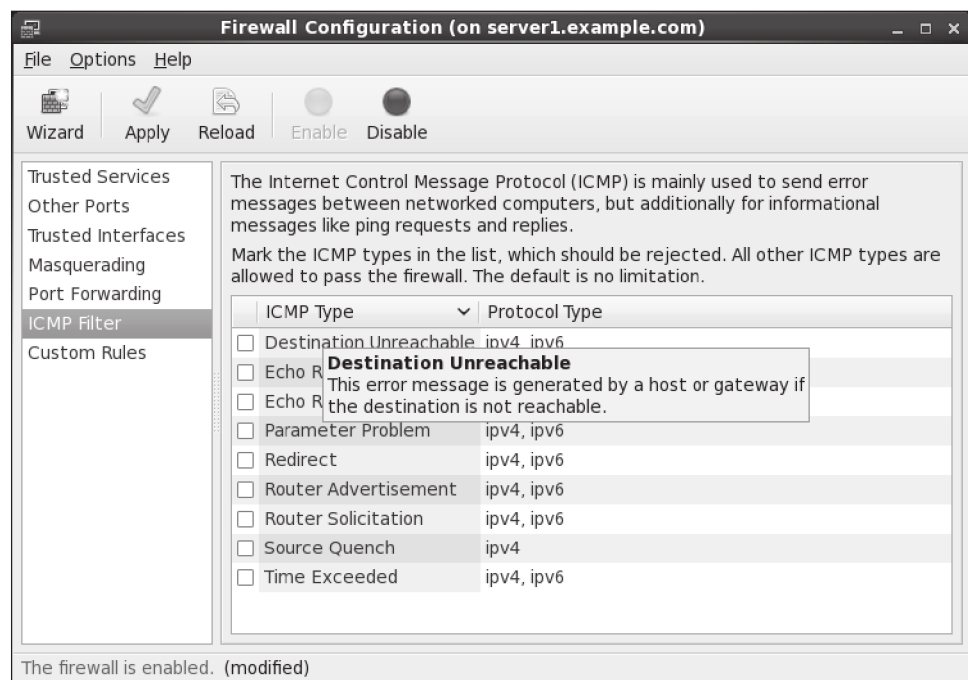 Firewall Configuration (on server1.example.com)
File Options Help
Wizard Apply Reload Enable Disable
Trusted Services
Other Ports
Trusted Interfaces
Masquerading
Port Forwarding
ICMP Filter
Custom Rules
The Internet Control Message Protocol (ICMP) is mainly used to send error
messages between networked computers, but additionally for informational
messages like ping requests and replies.
Mark the ICMP types in the list, which should be rejected. All other ICMP types are
allowed to pass the firewall. The default is no limitation.
ICMP Type Protocol Type
Destination Unreachable ipv4, ipv6
Echo R
Echo R
Destination Unreachable
This error message is generated by a host or gateway if
the destination is not reachable.
Parameter Problem ipv4, ipv6
Redirect ipv4, ipv6
Router Advertisement ipv4, ipv6
Router Solicitation ipv4, ipv6
Source Quench ipv4
Time Exceeded ipv4, ipv6
The firewall is enabled. (modified)